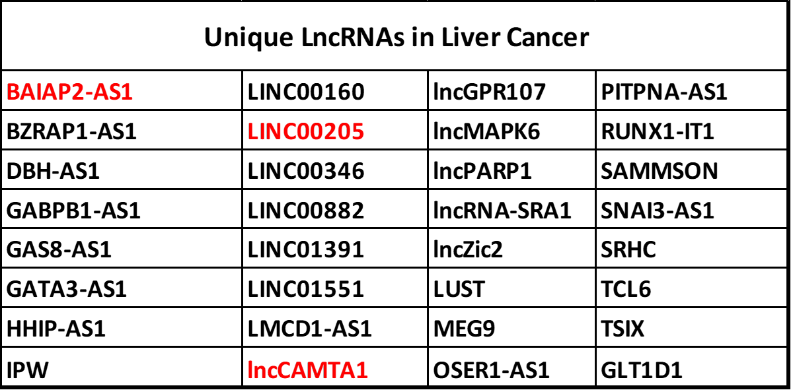 Unique LncRNAs in Liver Cancer
BAIAP2-AS1 LINC00160 lncGPR107 PITPNA-AS1
BZRAP1-AS1 LINC00205 lncMAPK6 RUNX1-IT1
DBH-AS1 LINC00346 lncPARP1 SAMMSON
GABPB1-AS1 LINC00882 lncRNA-SRA1 SNAI3-AS1
GAS8-AS1 LINC01391 lncZic2 SRHC
GATA3-AS1 LINC01551 LUST TCL6
HHIP-AS1 LMCD1-AS1 MEG9 TSIX
IPW lncCAMTA1 OSER1-AS1 GLT1D1